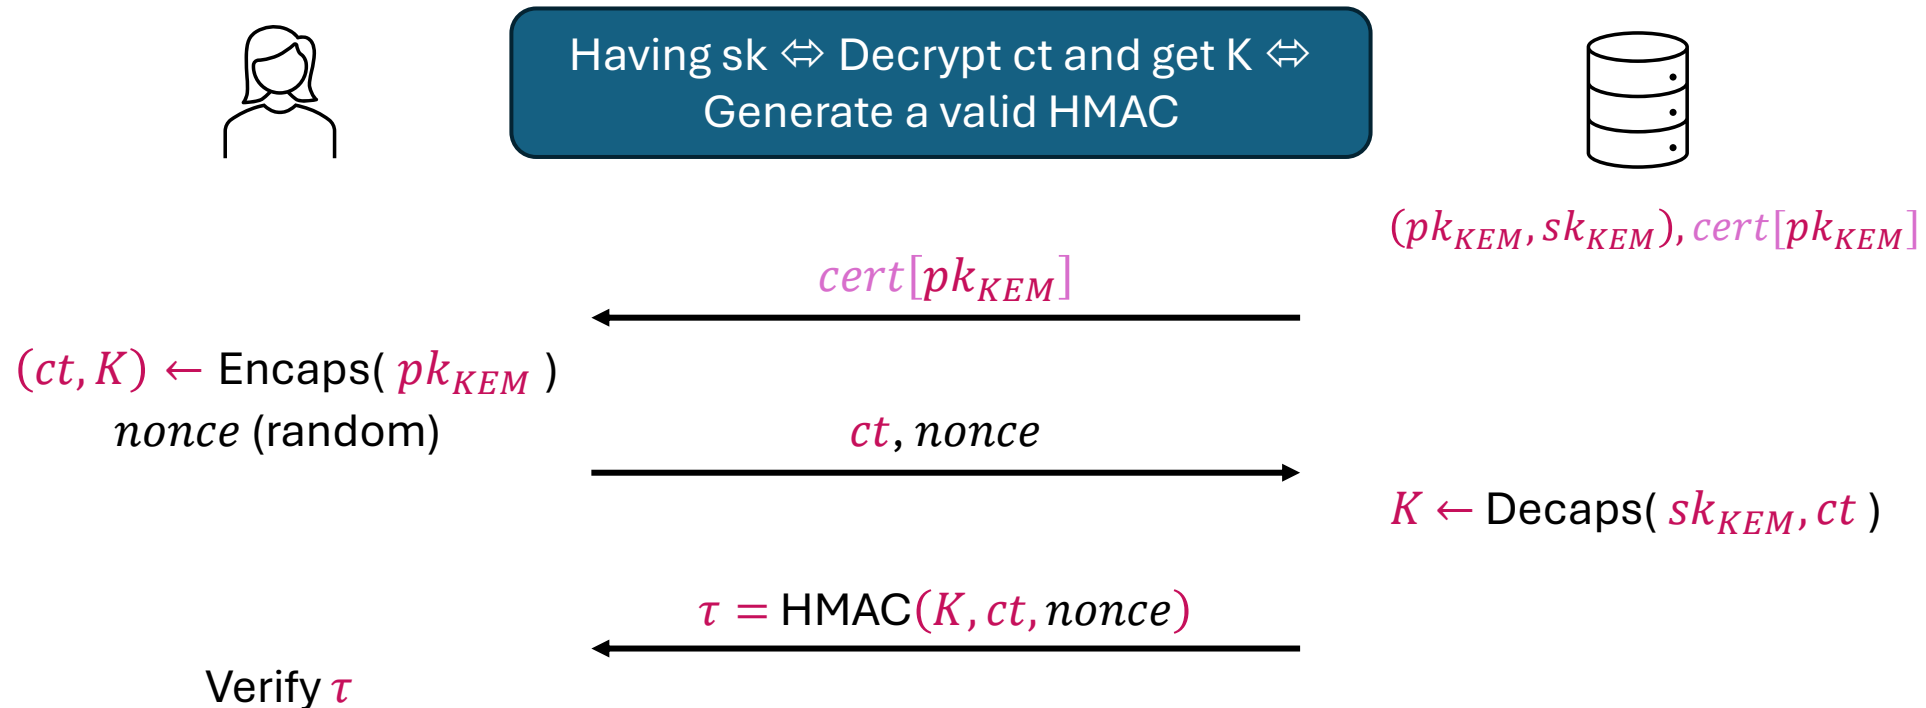 Having sk ⇔ Decrypt ct and get K ⇔
Generate a valid HMAC
(pk_KEM, sk_KEM), cert[pk_KEM]
cert[pk_KEM]
(ct, K) ← Encaps( pk_KEM )
nonce (random)
ct, nonce
K ← Decaps( sk_KEM, ct )
τ = HMAC(K, ct, nonce)
Verify τ